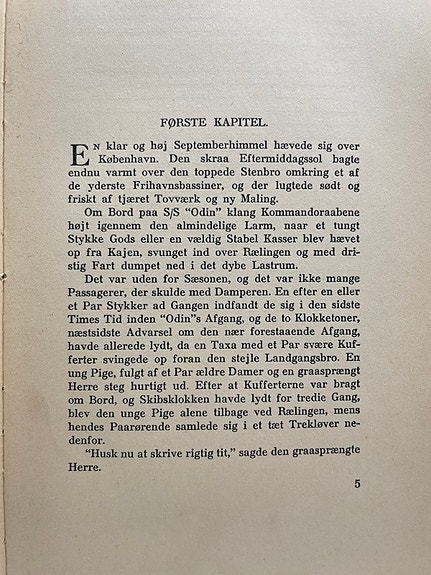 FØRSTE KAPITEL.
EN klar og høj Septemberhimmel hævede sig over
København. Den skraa Eftermiddagssol bagte
endnu varmt over den toppede Stenbro omkring et af
de yderste Frihavnsbassiner, og der lugtede sødt og
friskt af tjæret Tovværk og ny Maling.
Om Bord paa S/S "Odin" klang Kommandoraabene
højt igennem den almindelige Larm, naar et tungt
Stykke Gods eller en vældig Stabel Kasser blev hævet
op fra Kajen, svunget ind over Rælingen og med dri-
stig Fart dumpet ned i det dybe Lastrum.
Det var uden for Sæsonen, og det var ikke mange
Passagerer, der skulde med Damperen. En efter en eller
et Par Stykker ad Gangen indfandt de sig i den sidste
Times Tid inden "Odin"s Afgang, og de to Klokketoner,
næstsidste Advarsel om den nær forestaaende Afgang,
havde allerede lydt, da en Taxa med et Par svære Kuf-
ferter svingede op foran den stejle Landgangsbro. En
ung Pige, fulgt af et Par ældre Damer og en graasprængt
Herre steg hurtigt ud. Efter at Kufferterne var bragt
om Bord, og Skibsklokken havde lydt for tredie Gang,
blev den unge Pige alene tilbage ved Rælingen, mens
hendes Paarørende samlede sig i et tæt Trekløver ne-
denfor.
"Husk nu at skrive rigtig tit," sagde den graasprængte
Herre.
5